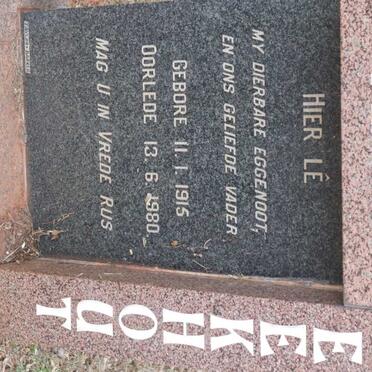 HIER LÊ
MY DIERBARE EGGENOOT,
EN ONS GELIEFDE VADER
GEBORE 11.1.1915
OORLEDE 13.6.1980
MAG U IN VREDE RUS
EEKHOUT